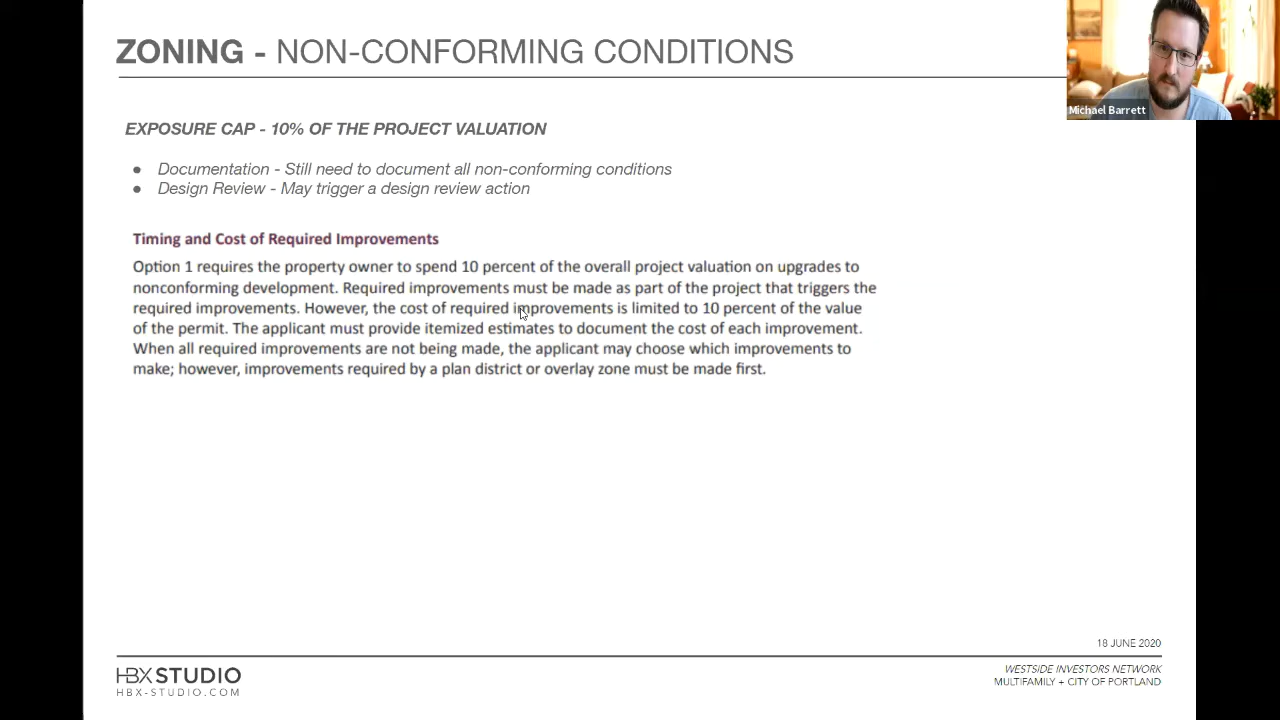 ZONING - NON-CONFORMING CONDITIONS
Michael Barrett
EXPOSURE CAP - 10% OF THE PROJECT VALUATION
● Documentation - Still need to document all non-conforming conditions
● Design Review - May trigger a design review action
Timing and Cost of Required Improvements
Option 1 requires the property owner to spend 10 percent of the overall project valuation on upgrades to
nonconforming development. Required improvements must be made as part of the project that triggers the
required improvements. However, the cost of required improvements is limited to 10 percent of the value
of the permit. The applicant must provide itemized estimates to document the cost of each improvement.
When all required improvements are not being made, the applicant may choose which improvements to
make; however, improvements required by a plan district or overlay zone must be made first.
18 JUNE 2020
HBX STUDIO
HBX-STUDIO.COM
WESTSIDE INVESTORS NETWORK
MULTIFAMILY + CITY OF PORTLAND